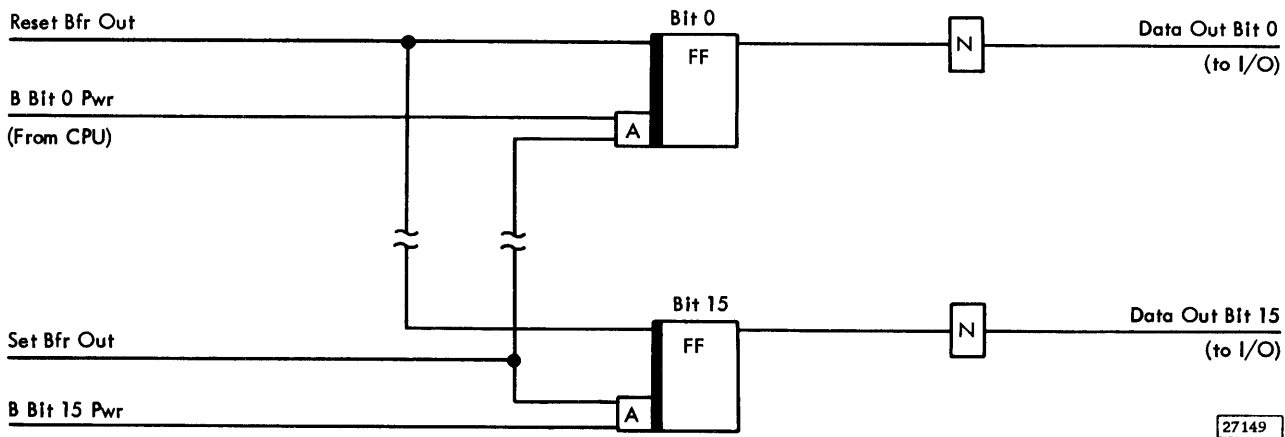 Reset Bfr Out
Bit 0
FF
N
Data Out Bit 0
(to I/O)
B Bit 0 Pwr
(From CPU)
A
Bit 15
FF
N
Data Out Bit 15
(to I/O)
Set Bfr Out
A
B Bit 15 Pwr
27149